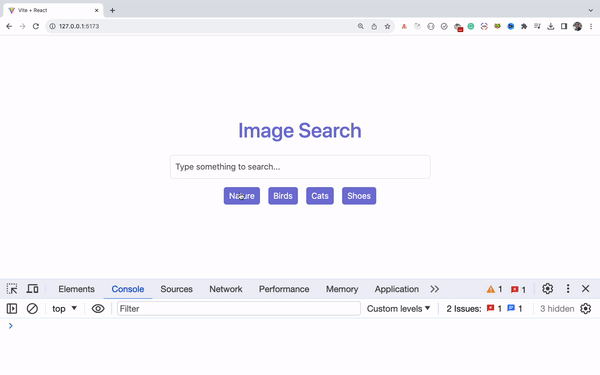 Vite + React
127.0.0.1:5173
Image Search
Type something to search...
Nature Birds Cats Shoes
Elements Console Sources Network Performance Memory Application 1 1
top Filter Custom levels 2 Issues: 1 1 3 hidden